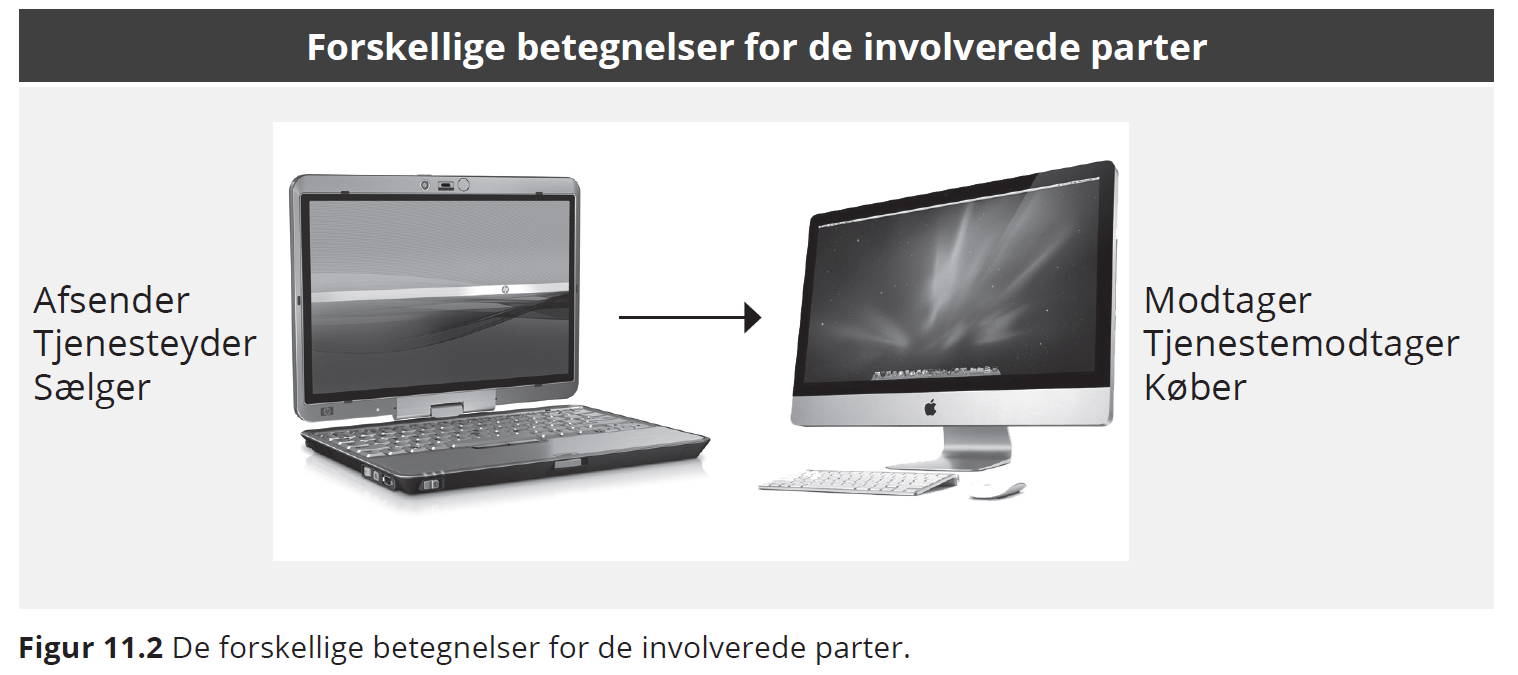 Forskellige betegnelser for de involverede parter
Afsender
Tjenesteyder
Sælger
Modtager
Tjenestemodtager
Køber
Figur 11.2 De forskellige betegnelser for de involverede parter.